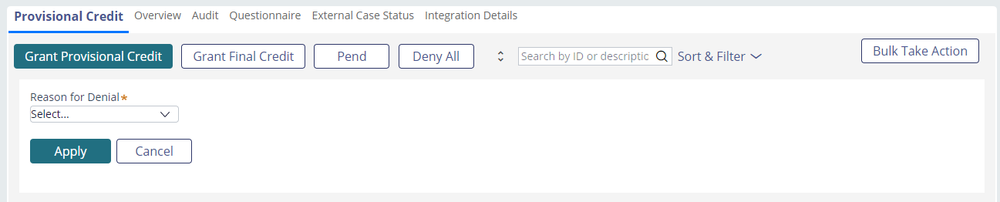 Provisional Credit Overview Audit Questionnaire External Case Status Integration Details
Grant Provisional Credit Grant Final Credit Pend Deny All Search by ID or descriptic Sort & Filter Bulk Take Action
Reason for Denial*
Select...
Apply Cancel